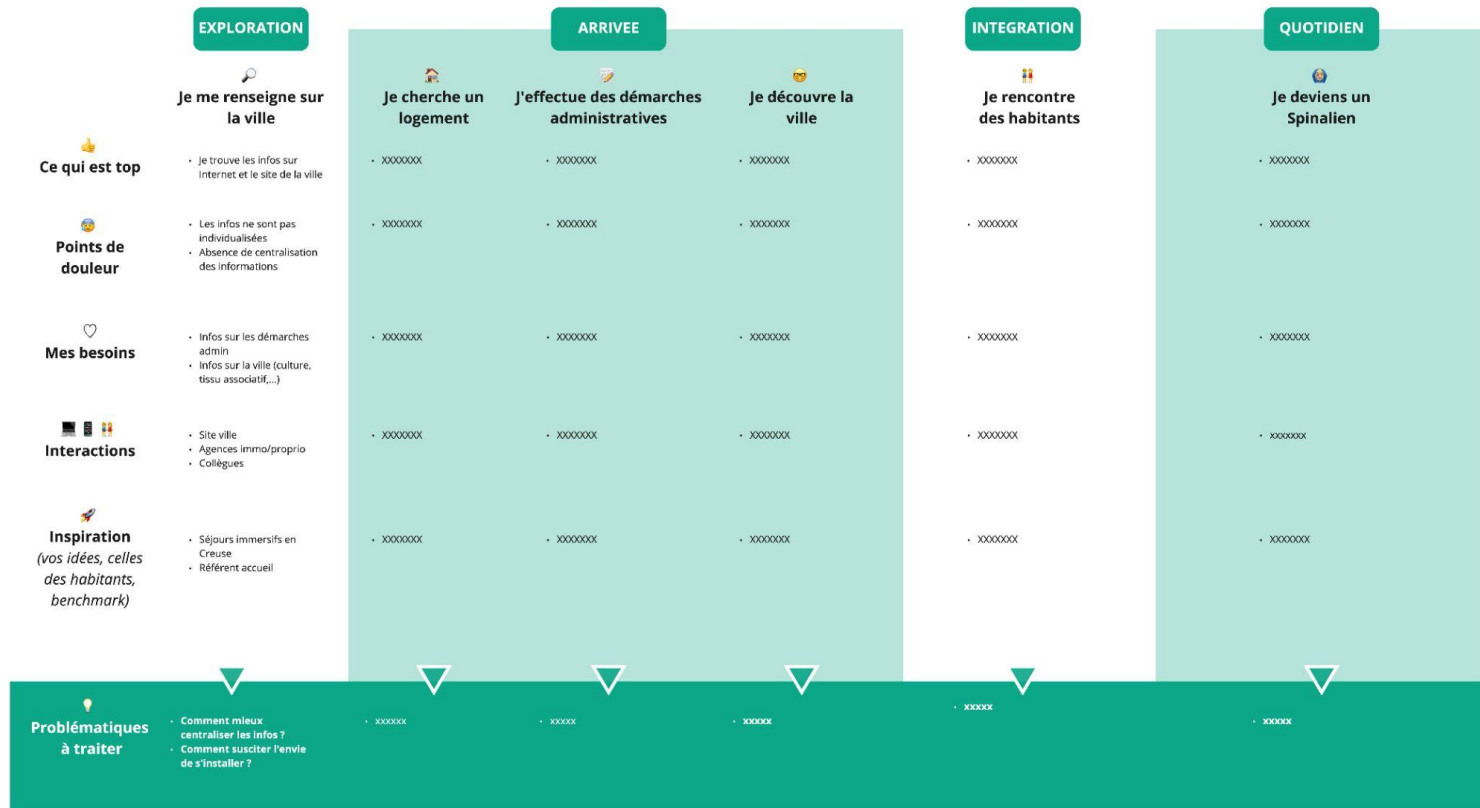 EXPLORATION
ARRIVEE
INTEGRATION
QUOTIDIEN
Je me renseigne sur
la ville
Je cherche un
logement
J'effectue des démarches
administratives
Je découvre la
ville
Je rencontre
des habitants
Je deviens un
Spinalien
Ce qui est top
• Je trouve les infos sur
Internet et le site de la ville
• XXXXXXX
• XXXXXXX
• XXXXXXX
• XXXXXXX
• XXXXXXX
Points de
douleur
• Les infos ne sont pas
individualisées
• Absence de centralisation
des informations
• XXXXXXX
• XXXXXXX
• XXXXXXX
• XXXXXXX
• XXXXXXX
Mes besoins
• Infos sur les démarches
admin
• Infos sur la ville (culture,
tissu associatif,...)
• XXXXXXX
• XXXXXXX
• XXXXXXX
• XXXXXXX
• XXXXXXX
Interactions
• Site ville
• Agences immo/proprio
• Collègues
• XXXXXXX
• XXXXXXX
• XXXXXXX
• XXXXXXX
• xxxxxxx
Inspiration
(vos idées, celles
des habitants,
benchmark)
• Séjours immersifs en
Creuse
• Référent accueil
• XXXXXXX
• XXXXXXX
• XXXXXXX
• XXXXXXX
• XXXXXXX
Problématiques
à traiter
• Comment mieux
centraliser les infos ?
• Comment susciter l'envie
de s'installer ?
• xxxxxx
• xxxxx
• xxxxx
• xxxxx
• xxxxx